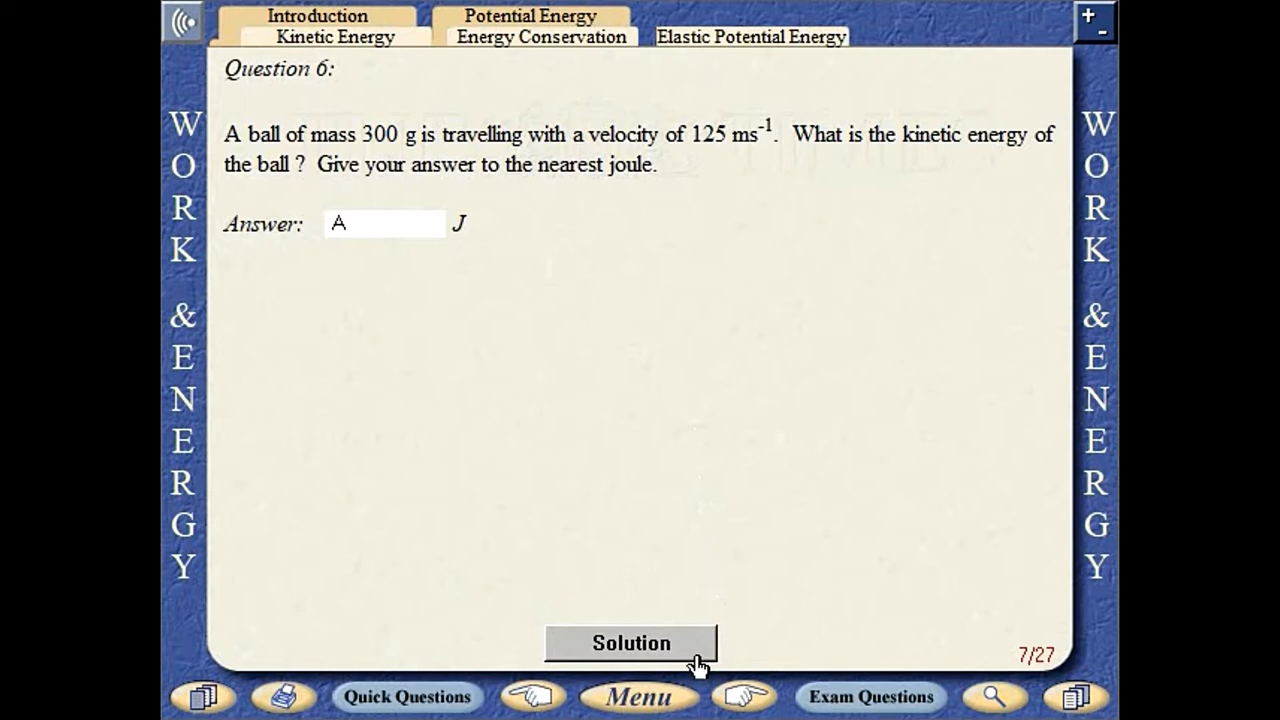 Introduction
Potential Energy
Kinetic Energy
Energy Conservation
Elastic Potential Energy
+
-
Question 6:
A ball of mass 300 g is travelling with a velocity of 125 ms⁻¹. What is the kinetic energy of
the ball ? Give your answer to the nearest joule.
Answer: A J
WORK & ENERGY
WORK & ENERGY
Solution
7/27
Quick Questions
Menu
Exam Questions